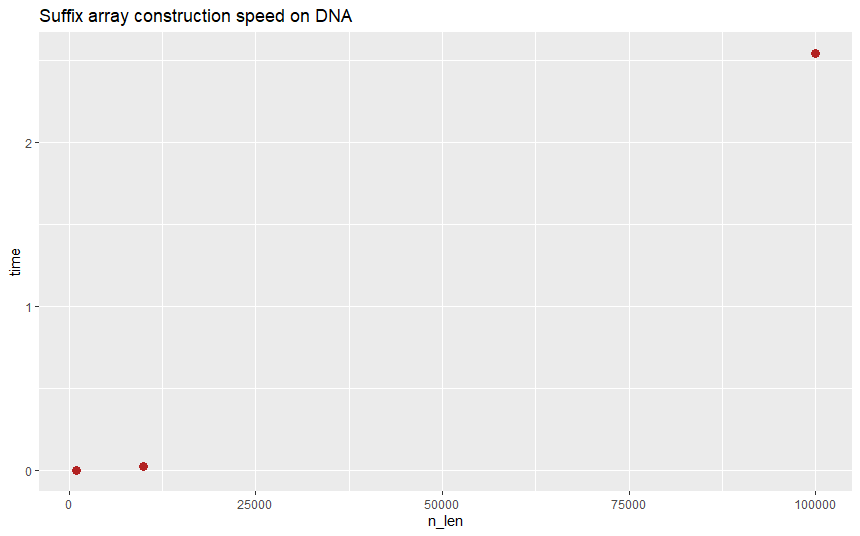 Suffix array construction speed on DNA
2
1
0
time
0 25000 50000 75000 100000
n_len